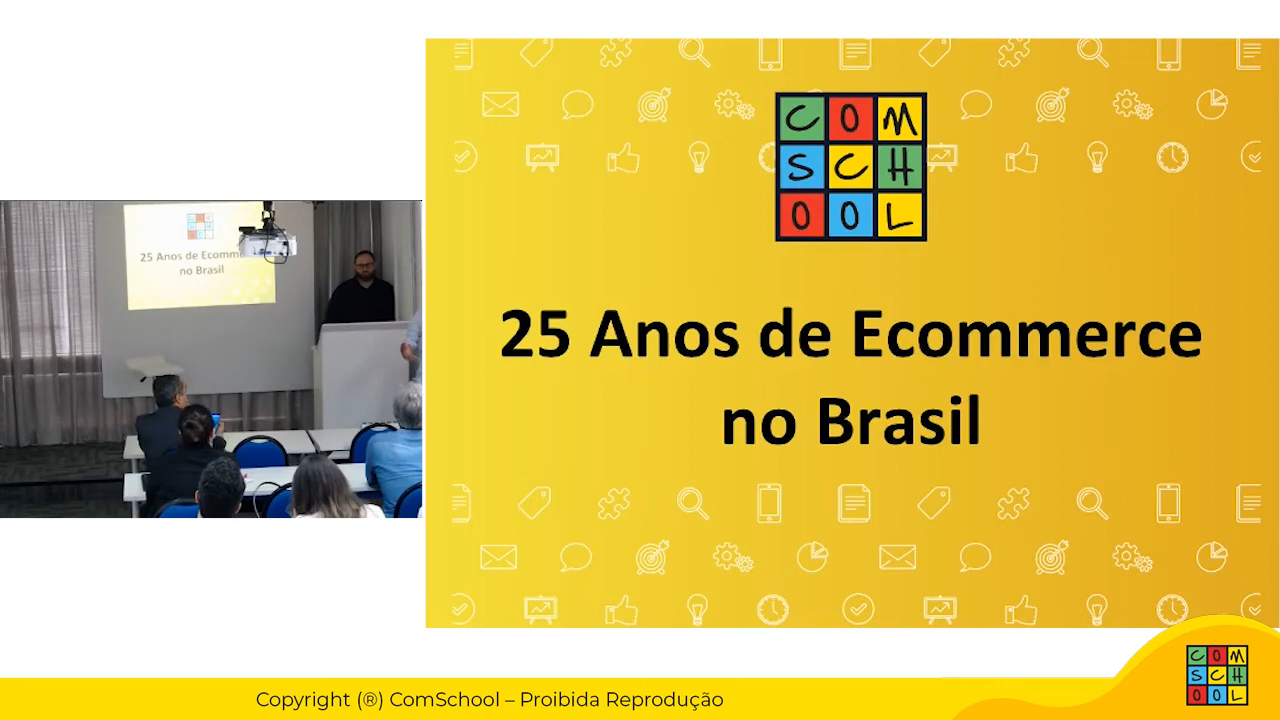 COM
SCH
OOL
25 Anos de Ecommerce
no Brasil
25 Anos de Ecomme
no Brasil
Copyright (®) ComSchool – Proibida Reprodução
COM
SCH
OOL